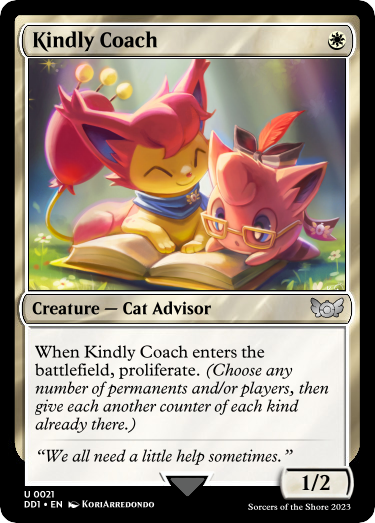 Kindly Coach
Creature — Cat Advisor
When Kindly Coach enters the
battlefield, proliferate. (Choose any
number of permanents and/or players, then
give each another counter of each kind
already there.)
“We all need a little help sometimes.”
1/2
U 0021
DD1 • EN KoriArredondo
Sorcers of the Shore 2023